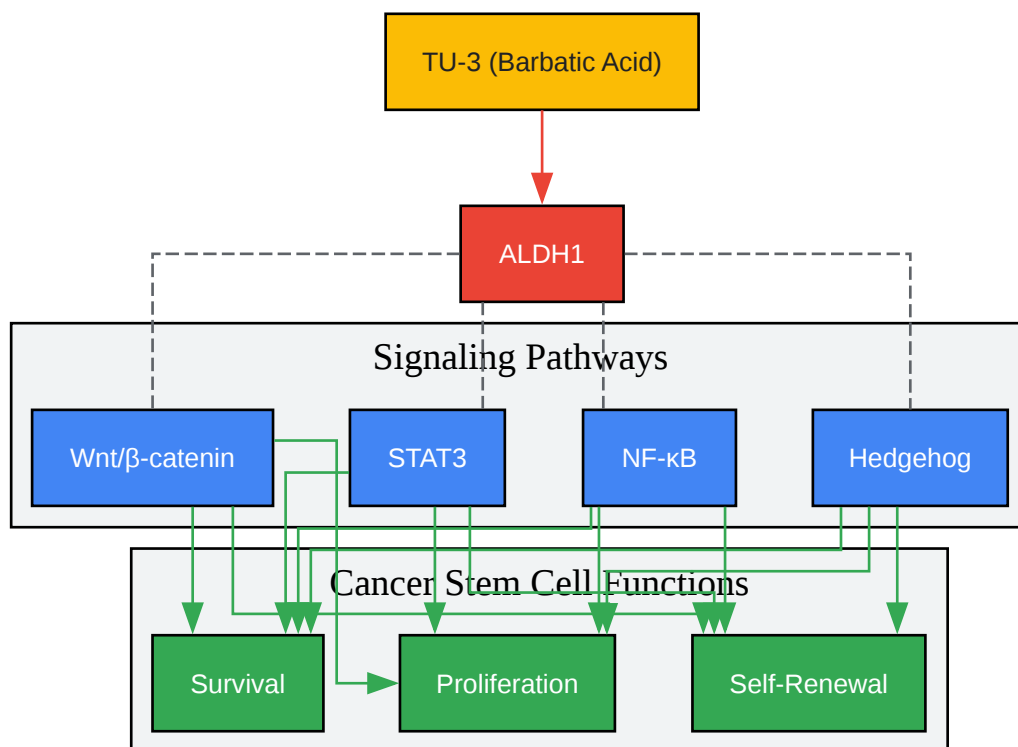 TU-3 (Barbatic Acid)
ALDH1
Signaling Pathways
Wnt/β-catenin
STAT3
NF-κB
Hedgehog
Cancer Stem Cell Functions
Survival
Proliferation
Self-Renewal